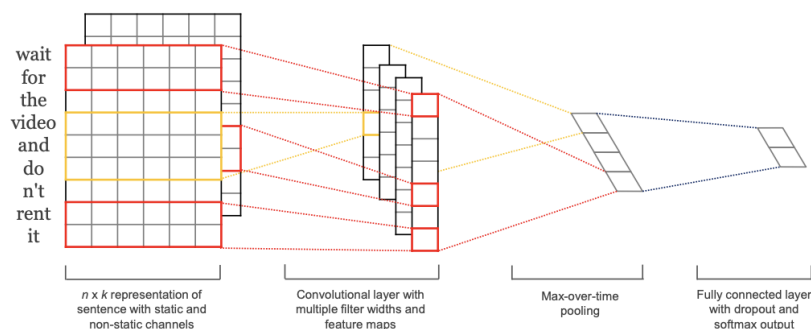 wait
for
the
video
and
do
n't
rent
it
n x k representation of
sentence with static and
non-static channels
Convolutional layer with
multiple filter widths and
feature maps
Max-over-time
pooling
Fully connected layer
with dropout and
softmax output